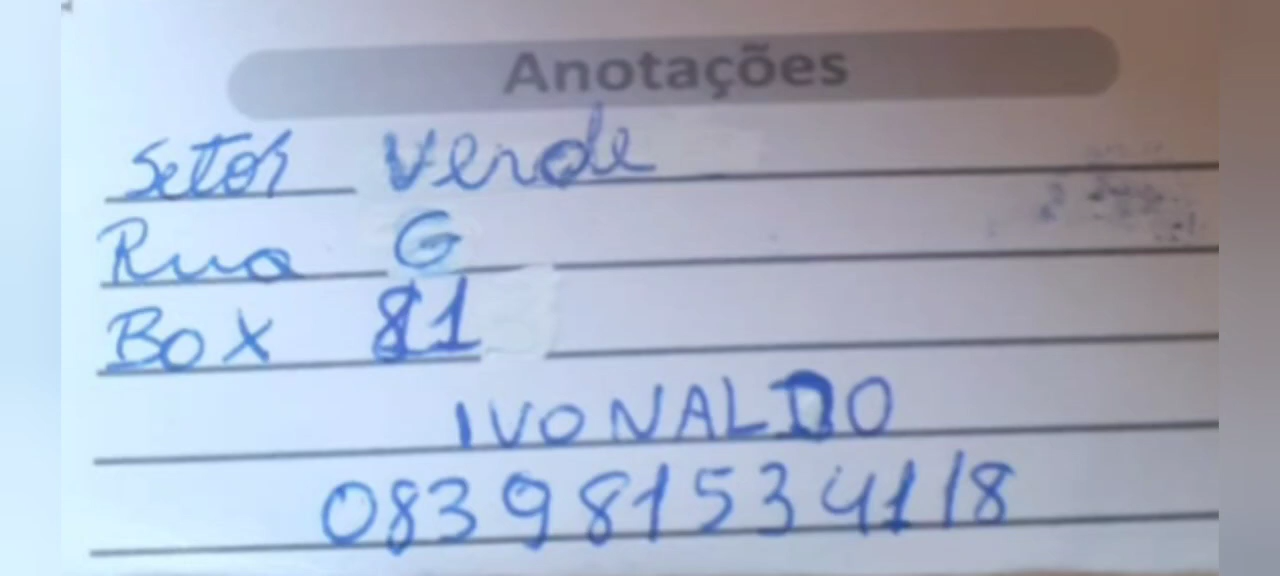 Anotações
Setor Verde
Rua G
Box 81
IVONALDO
083981534118